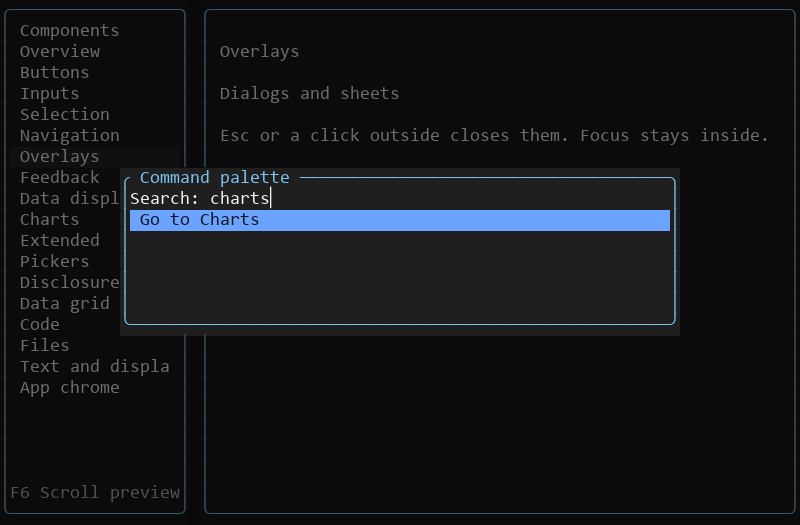 Components
Overview
Buttons
Inputs
Selection
Navigation
Overlays
Feedback
Data displ
Charts
Extended
Pickers
Disclosure
Data grid
Code
Files
Text and displa
App chrome
F6 Scroll preview
Overlays
Dialogs and sheets
Esc or a click outside closes them. Focus stays inside.
Command palette
Search: charts
Go to Charts